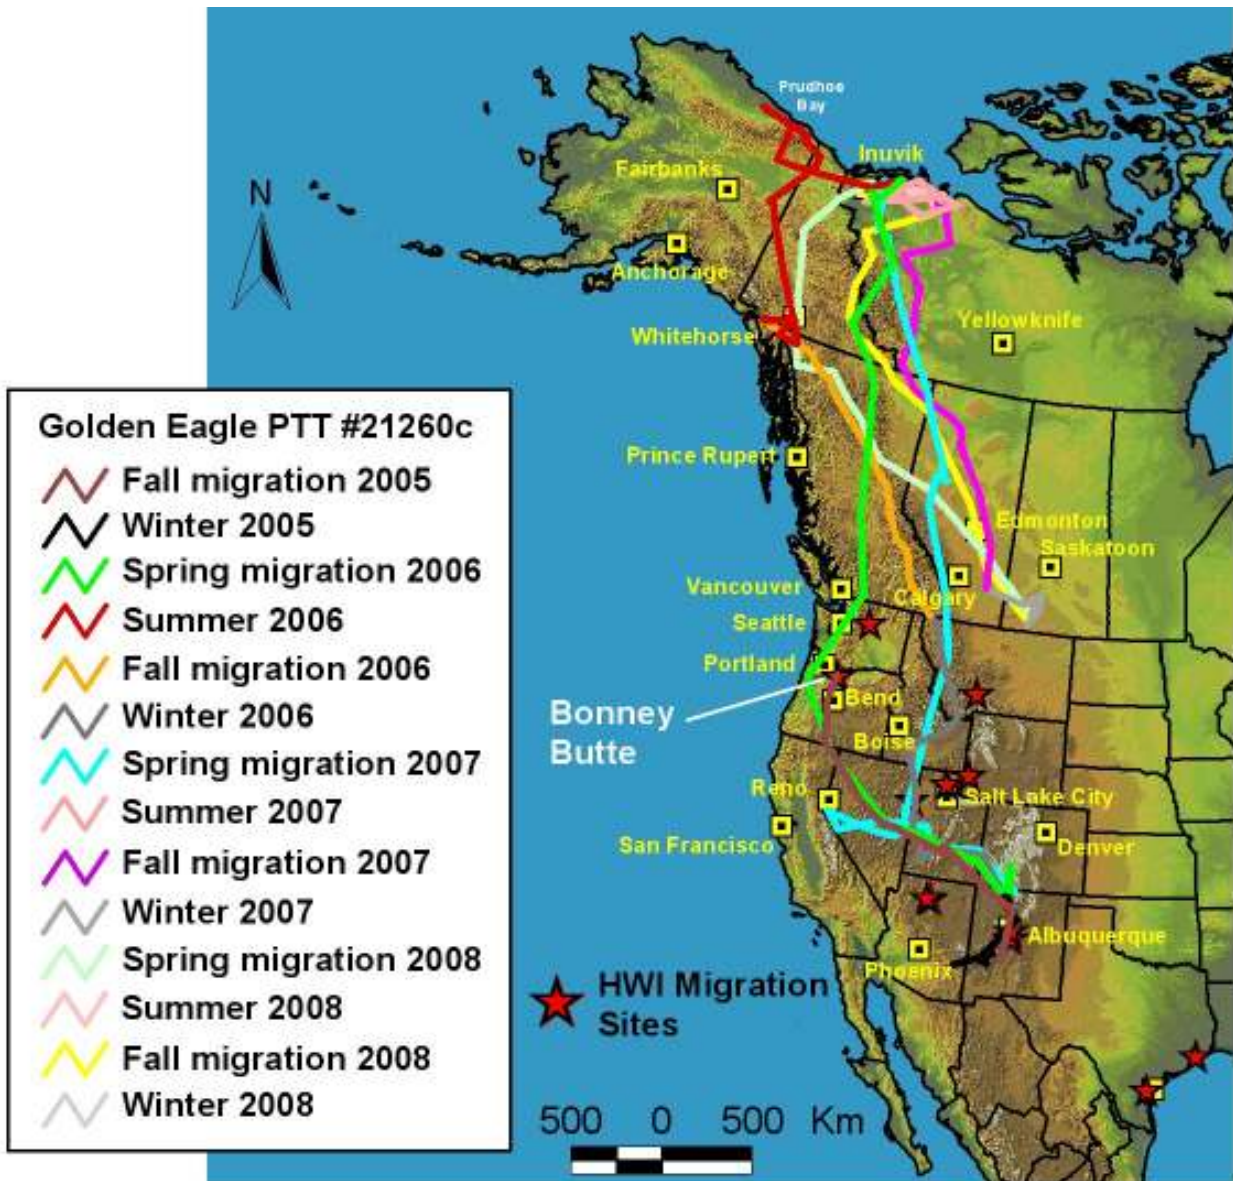 Prudhoe
Bay
Inuvik
Fairbanks
N
Anchorage
Yellowknife
Whitehorse
Prince Rupert
Edmonton
Saskatoon
Vancouver
Calgary
Seattle
Portland
Bend
Bonney
Butte
Boise
Reno
Salt Lake City
San Francisco
Denver
Albuquerque
Phoenix
HWI Migration
Sites
500 0 500 Km
Golden Eagle PTT #21260c
Fall migration 2005
Winter 2005
Spring migration 2006
Summer 2006
Fall migration 2006
Winter 2006
Spring migration 2007
Summer 2007
Fall migration 2007
Winter 2007
Spring migration 2008
Summer 2008
Fall migration 2008
Winter 2008